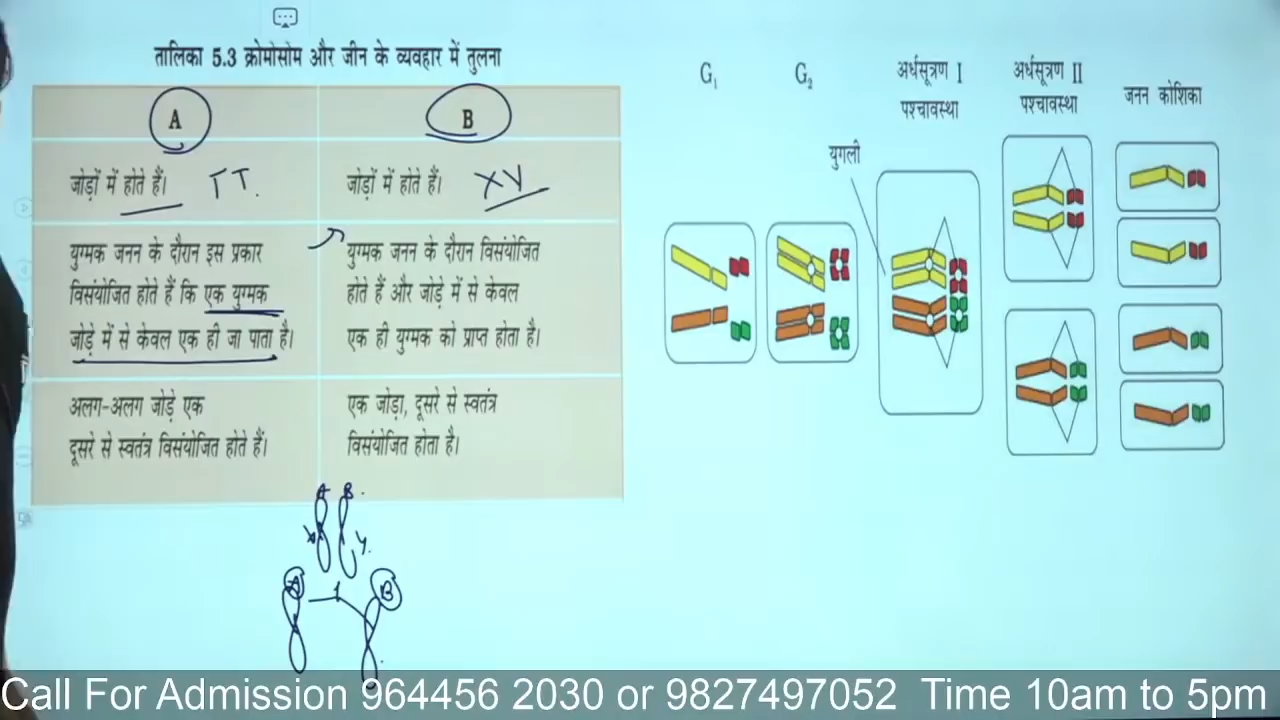 तालिका 5.3 क्रोमोसोम और जीन के व्यवहार में तुलना
A
B
जोड़ों में होते हैं।
TT.
जोड़ों में होते हैं।
XY
युग्मक जनन के दौरान इस प्रकार
विसंयोजित होते हैं कि एक युग्मक
जोड़े में से केवल एक ही जा पाता है।
युग्मक जनन के दौरान विसंयोजित
होते हैं और जोड़े में से केवल
एक ही युग्मक को प्राप्त होता है।
अलग-अलग जोड़े एक
दूसरे से स्वतंत्र विसंयोजित होते हैं।
एक जोड़ा, दूसरे से स्वतंत्र
विसंयोजित होता है।
A B
x y
A B
G1
G2
अर्धसूत्रण I
पश्चावस्था
अर्धसूत्रण II
पश्चावस्था
जनन कोशिका
युगली
Call For Admission 964456 2030 or 9827497052 Time 10am to 5pm